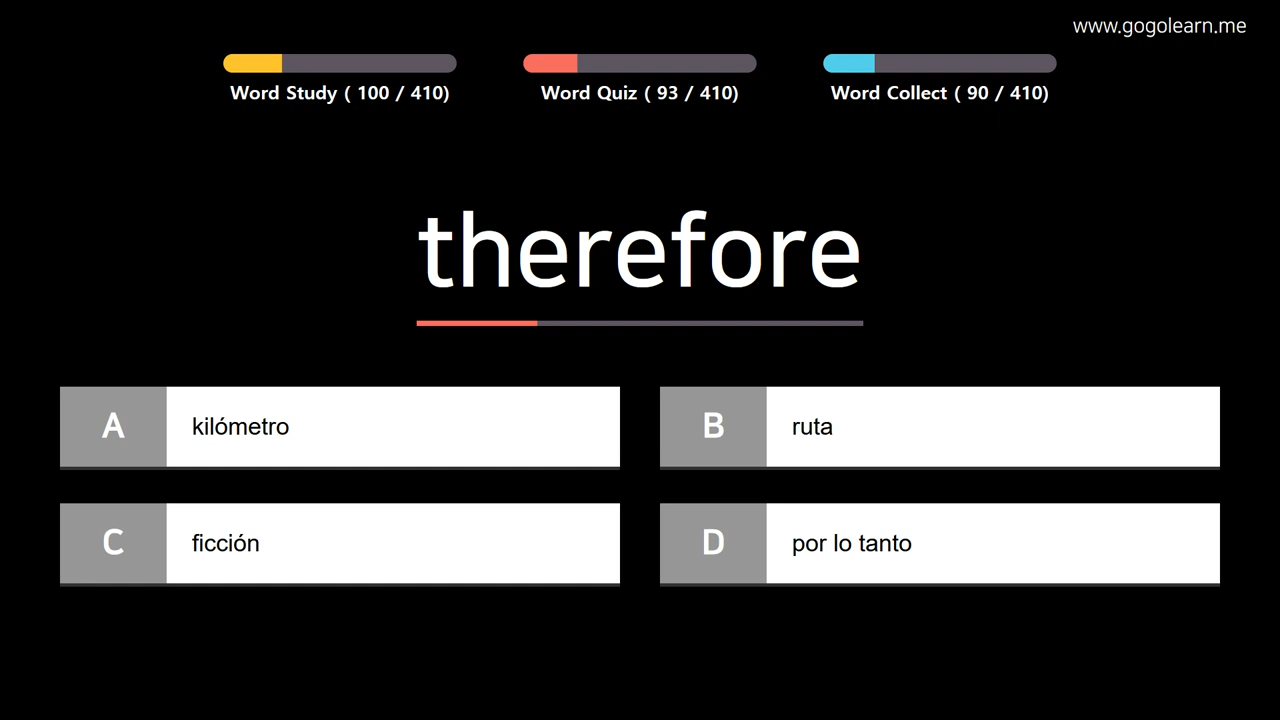 www.gogolearn.me
Word Study ( 100 / 410)
Word Quiz ( 93 / 410)
Word Collect ( 90 / 410)
therefore
A
kilómetro
B
ruta
C
ficción
D
por lo tanto